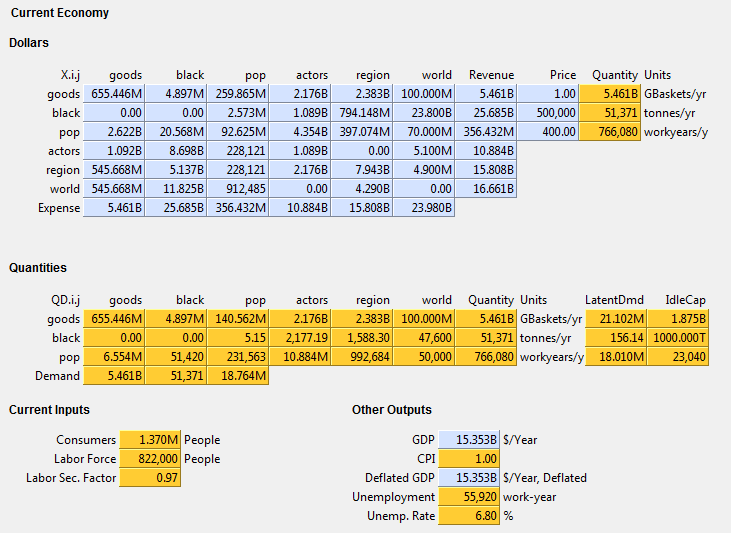 Current Economy
Dollars
X.i.j goods black pop actors region world Revenue Price Quantity Units
goods 655.446M 4.897M 259.865M 2.176B 2.383B 100.000M 5.461B 1.00 5.461B GBaskets/yr
black 0.00 0.00 2.573M 1.089B 794.148M 23.800B 25.685B 500,000 51,371 tonnes/yr
pop 2.622B 20.568M 92.625M 4.354B 397.074M 70.000M 356.432M 400.00 766,080 workyears/y
actors 1.092B 8.698B 228,121 1.089B 0.00 5.100M 10.884B
region 545.668M 5.137B 228,121 2.176B 7.943B 4.900M 15.808B
world 545.668M 11.825B 912,485 0.00 4.290B 0.00 16.661B
Expense 5.461B 25.685B 356.432M 10.884B 15.808B 23.980B
Quantities
QD.i.j goods black pop actors region world Quantity Units LatentDmd IdleCap
goods 655.446M 4.897M 140.562M 2.176B 2.383B 100.000M 5.461B GBaskets/yr 21.102M 1.875B
black 0.00 0.00 5.15 2,177.19 1,588.30 47,600 51,371 tonnes/yr 156.14 1000.000T
pop 6.554M 51,420 231,563 10.884M 992,684 50,000 766,080 workyears/y 18.010M 23,040
Demand 5.461B 51,371 18.764M
Current Inputs
Consumers 1.370M People
Labor Force 822,000 People
Labor Sec. Factor 0.97
Other Outputs
GDP 15.353B $/Year
CPI 1.00
Deflated GDP 15.353B $/Year, Deflated
Unemployment 55,920 work-year
Unemp. Rate 6.80 %